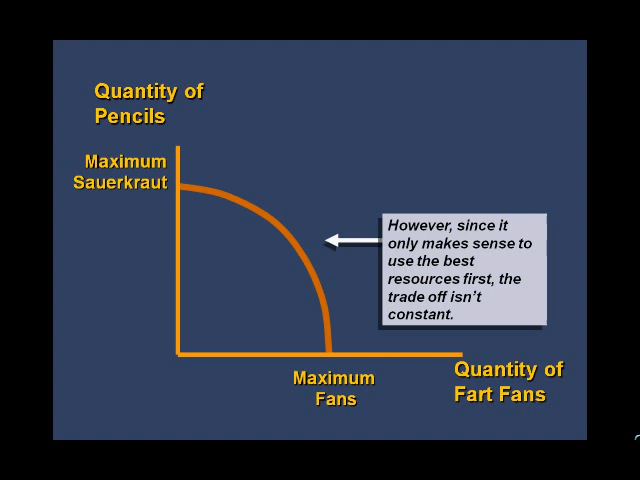 Quantity of
Pencils
Maximum
Sauerkraut
However, since it
only makes sense to
use the best
resources first, the
trade off isn't
constant.
Maximum
Fans
Quantity of
Fart Fans